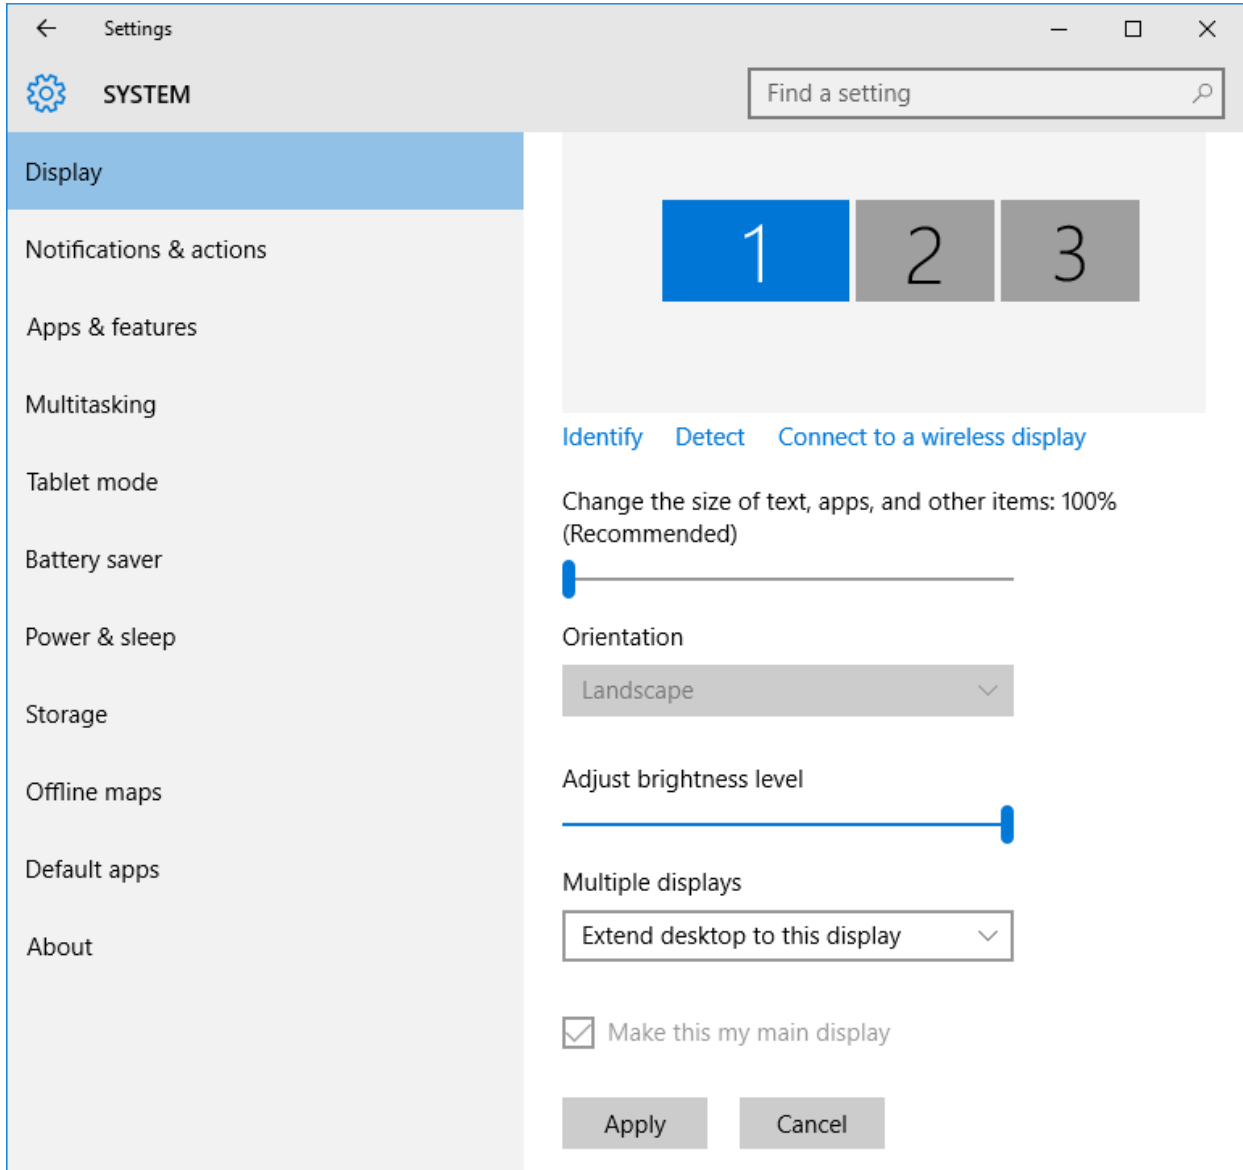 Settings
SYSTEM
Find a setting
Display
Notifications & actions
Apps & features
Multitasking
Tablet mode
Battery saver
Power & sleep
Storage
Offline maps
Default apps
About
1 2 3
Identify Detect Connect to a wireless display
Change the size of text, apps, and other items: 100%
(Recommended)
Orientation
Landscape
Adjust brightness level
Multiple displays
Extend desktop to this display
Make this my main display
Apply Cancel